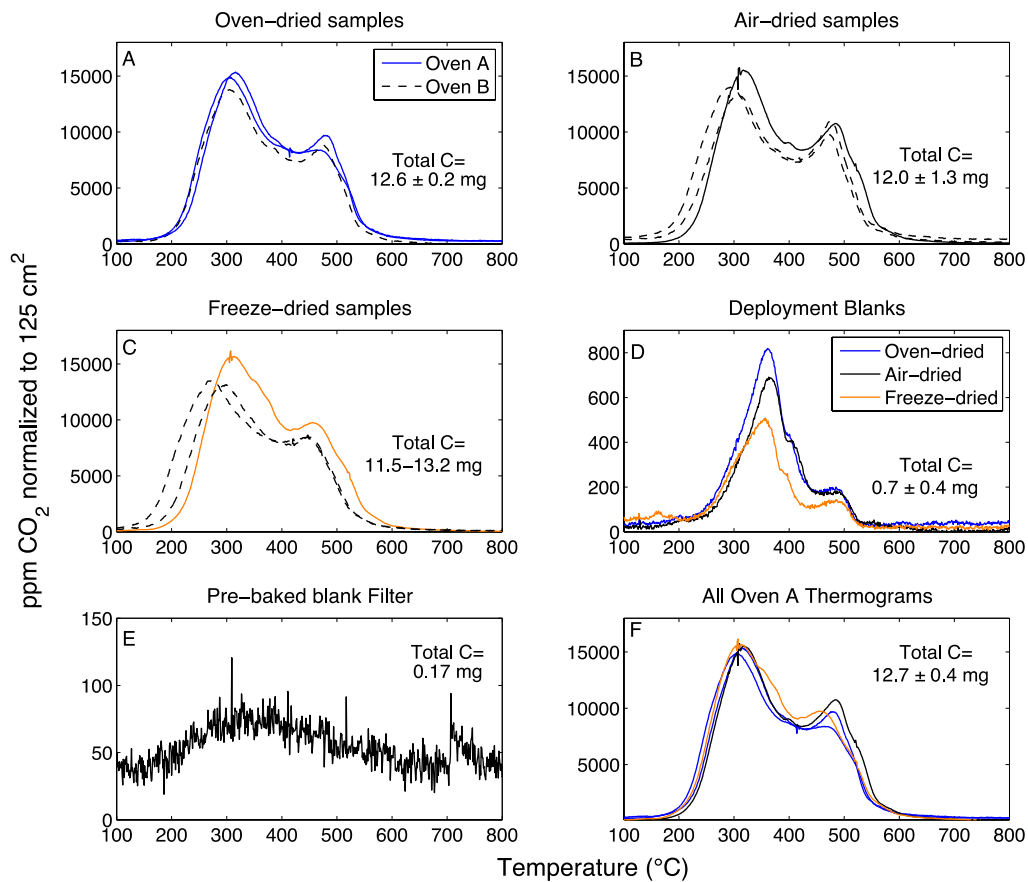 Oven-dried samples
A
Oven A
Oven B
Total C=
12.6 ± 0.2 mg
15000
10000
5000
0
100 200 300 400 500 600 700 800
Air-dried samples
B
Total C=
12.0 ± 1.3 mg
15000
10000
5000
0
100 200 300 400 500 600 700 800
Freeze-dried samples
C
Total C=
11.5-13.2 mg
15000
10000
5000
0
100 200 300 400 500 600 700 800
Deployment Blanks
D
Oven-dried
Air-dried
Freeze-dried
Total C=
0.7 ± 0.4 mg
800
600
400
200
0
100 200 300 400 500 600 700 800
Pre-baked blank Filter
E
Total C=
0.17 mg
150
100
50
0
100 200 300 400 500 600 700 800
All Oven A Thermograms
F
Total C=
12.7 ± 0.4 mg
15000
10000
5000
100 200 300 400 500 600 700 800
ppm CO2 normalized to 125 cm²
Temperature (°C)